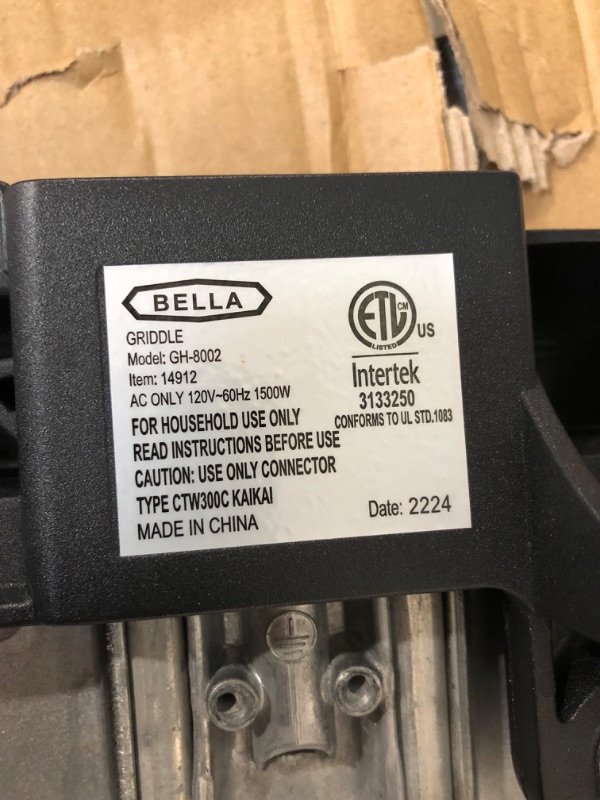 BELLA
GRIDDLE
Model: GH-8002
Item: 14912
AC ONLY 120V~60Hz 1500W
FOR HOUSEHOLD USE ONLY
READ INSTRUCTIONS BEFORE USE
CAUTION: USE ONLY CONNECTOR
TYPE CTW300C KAIKAI
MADE IN CHINA
ETL CM
LISTED
US
Intertek
3133250
CONFORMS TO UL STD.1083
Date: 2224